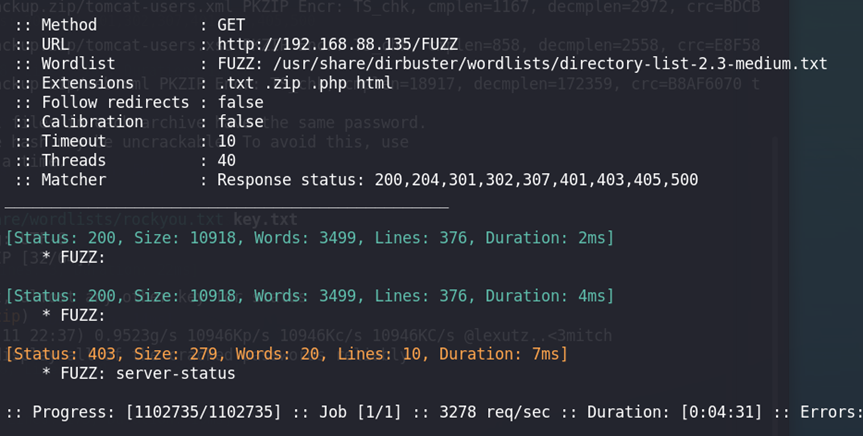 :: Method : GET
:: URL : http://192.168.88.135/FUZZ
:: Wordlist : FUZZ: /usr/share/dirbuster/wordlists/directory-list-2.3-medium.txt
:: Extensions : .txt .zip .php .html
:: Follow redirects : false
:: Calibration : false
:: Timeout : 10
:: Threads : 40
:: Matcher : Response status: 200,204,301,302,307,401,403,405,500
[Status: 200, Size: 10918, Words: 3499, Lines: 376, Duration: 2ms]
* FUZZ:
[Status: 200, Size: 10918, Words: 3499, Lines: 376, Duration: 4ms]
* FUZZ:
[Status: 403, Size: 279, Words: 20, Lines: 10, Duration: 7ms]
* FUZZ: server-status
:: Progress: [1102735/1102735] :: Job [1/1] :: 3278 req/sec :: Duration: [0:04:31] :: Errors: